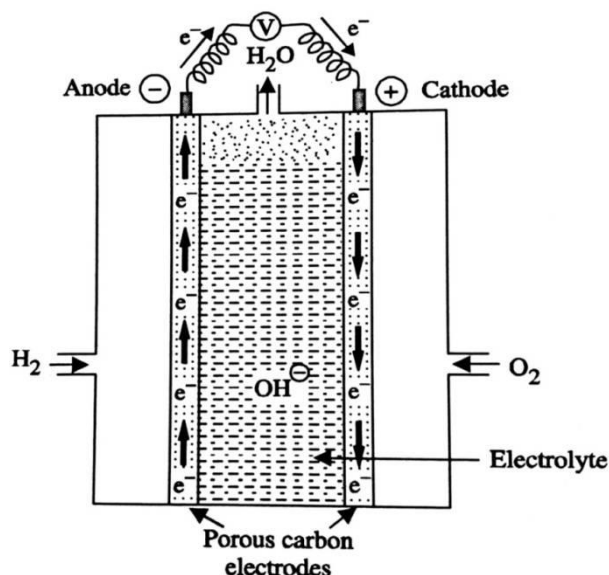 e⁻ V e⁻
H₂O
Anode ⊖ ⊕ Cathode
e⁻ e⁻
e⁻ e⁻
H₂ O₂
OH⊖
e⁻ e⁻
Electrolyte
e⁻ e⁻
Porous carbon
electrodes